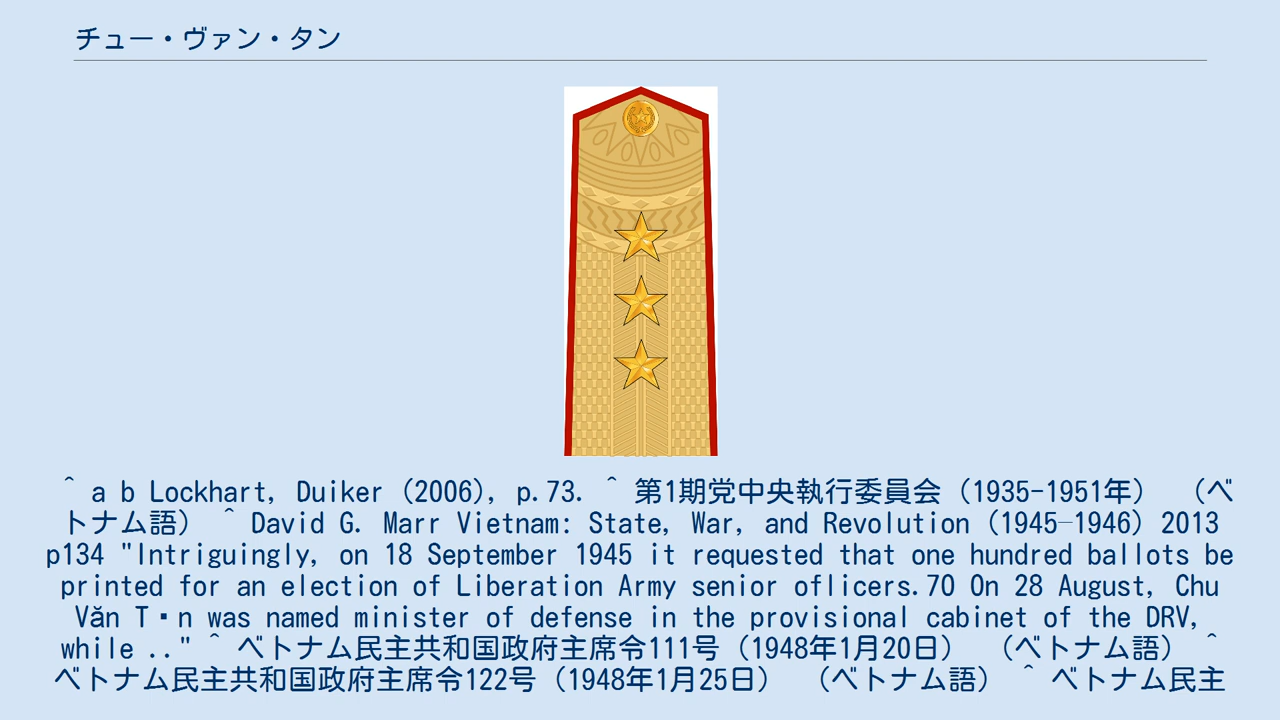 チュー・ヴァン・タン
^ a b Lockhart, Duiker (2006), p.73. ^ 第1期党中央執行委員会（1935-1951年） （ベ
トナム語） ^ David G. Marr Vietnam: State, War, and Revolution (1945–1946) 2013
p134 "Intriguingly, on 18 September 1945 it requested that one hundred ballots be
printed for an election of Liberation Army senior oflicers.70 On 28 August, Chu
Văn T▪n was named minister of defense in the provisional cabinet of the DRV,
while .." ^ ベトナム民主共和国政府主席令111号（1948年1月20日） （ベトナム語） ^
ベトナム民主共和国政府主席令122号（1948年1月25日） （ベトナム語） ^ ベトナム民主